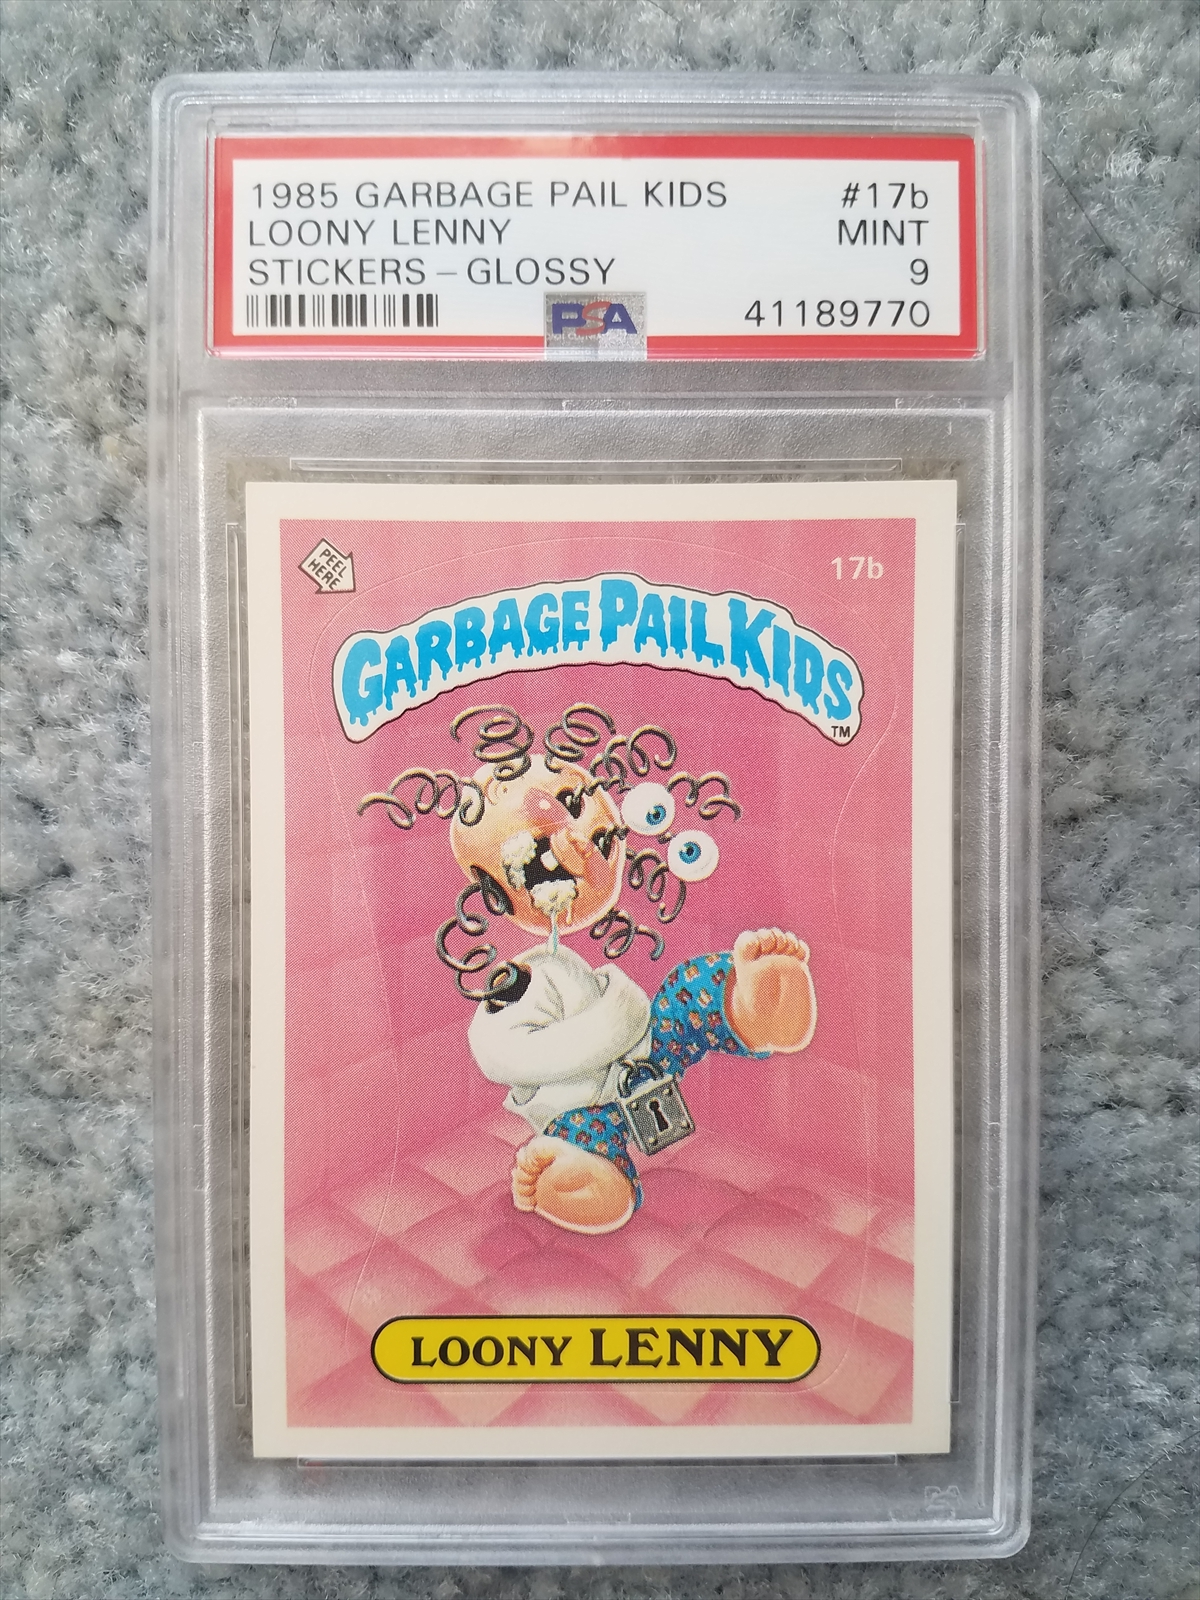 1985 GARBAGE PAIL KIDS #17b
LOONY LENNY MINT
STICKERS - GLOSSY 9
PSA 41189770
PEEL HERE
17b
GARBAGE PAIL KIDS
TM
LOONY LENNY